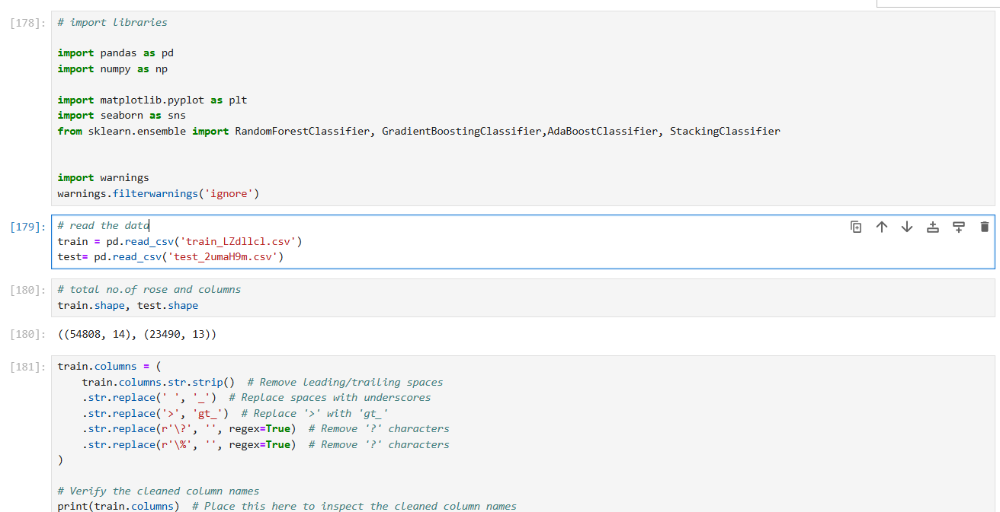 [178]:
# import libraries
import pandas as pd
import numpy as np
import matplotlib.pyplot as plt
import seaborn as sns
from sklearn.ensemble import RandomForestClassifier, GradientBoostingClassifier,AdaBoostClassifier, StackingClassifier
import warnings
warnings.filterwarnings('ignore')
[179]:
# read the data
train = pd.read_csv('train_LZdllcl.csv')
test= pd.read_csv('test_2umaH9m.csv')
[180]:
# total no.of rose and columns
train.shape, test.shape
[180]:
((54808, 14), (23490, 13))
[181]:
train.columns = (
    train.columns.str.strip()  # Remove leading/trailing spaces
    .str.replace(' ', '_')  # Replace spaces with underscores
    .str.replace('>', 'gt_')  # Replace '>' with 'gt_'
    .str.replace(r'\?', '', regex=True)  # Remove '?' characters
    .str.replace(r'\%', '', regex=True)  # Remove '?' characters
)
# Verify the cleaned column names
print(train.columns)  # Place this here to inspect the cleaned column names